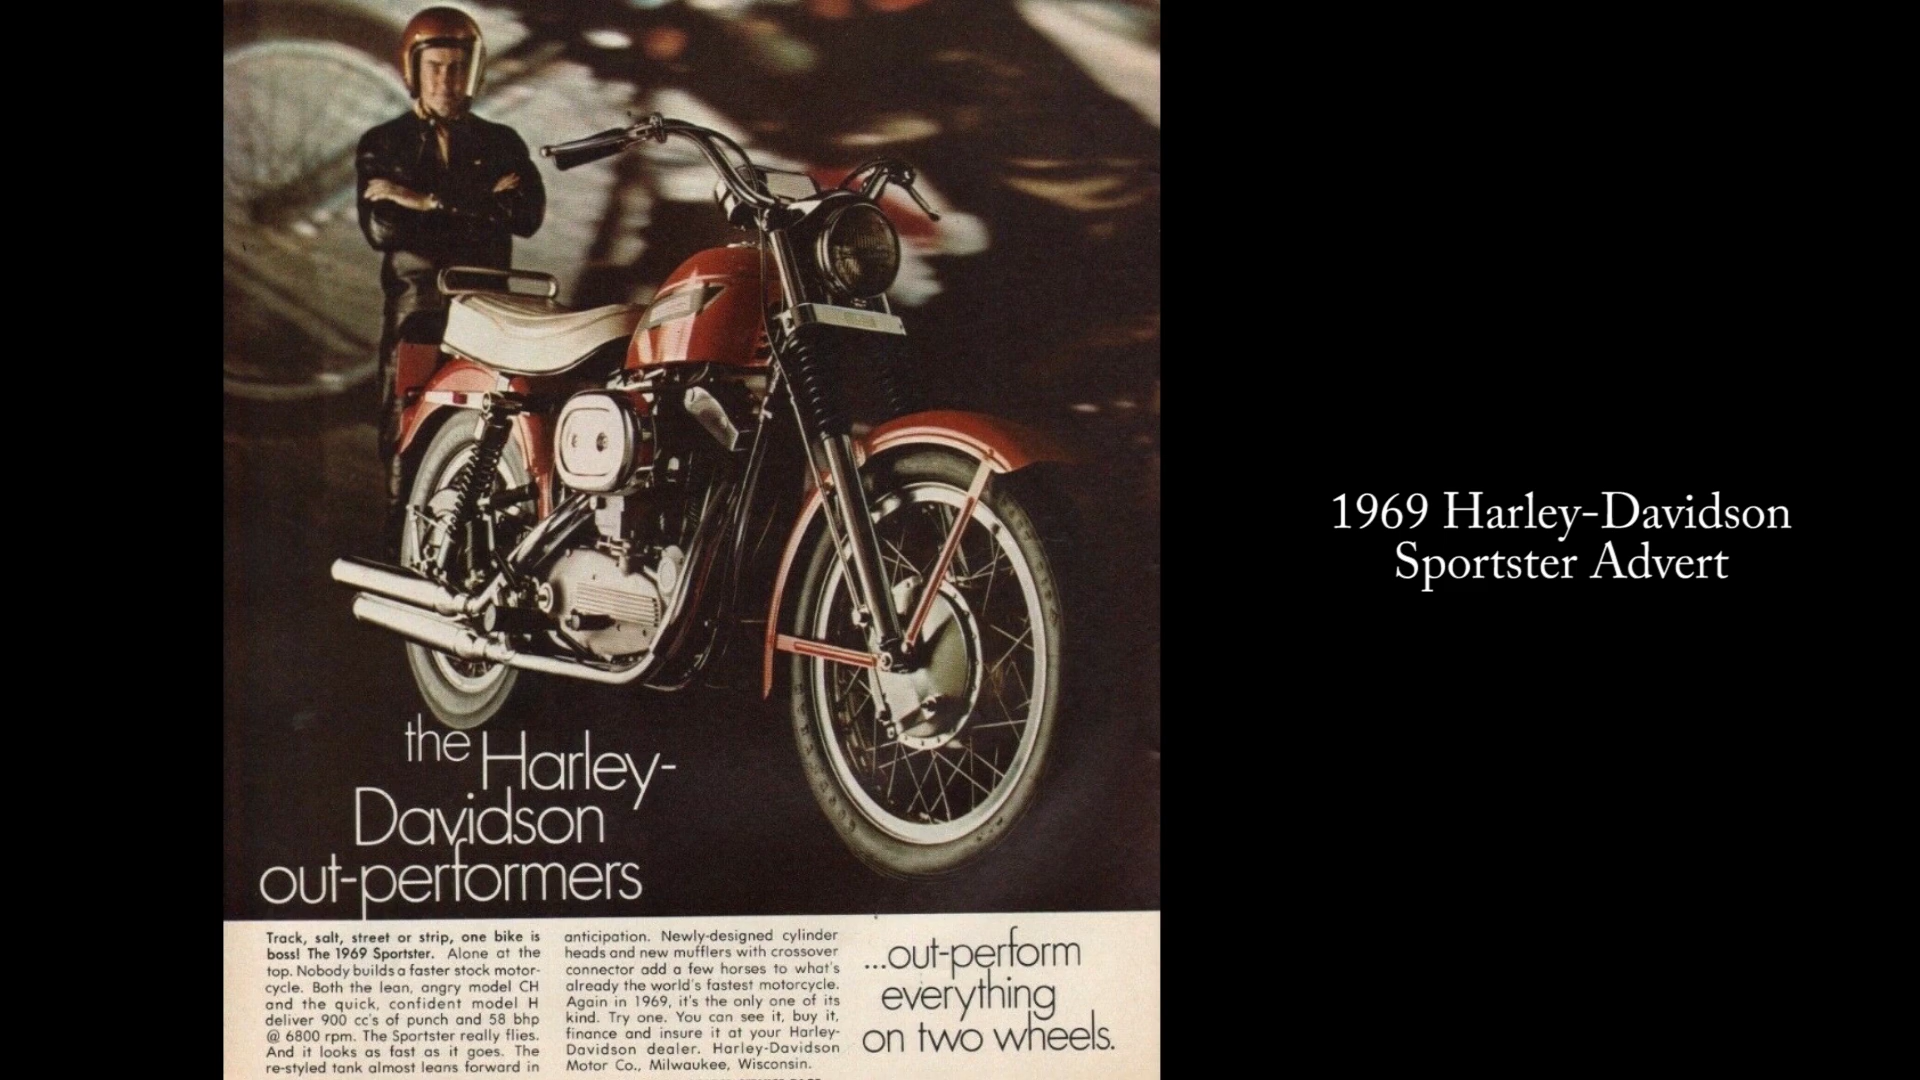 the Harley-
Davidson
out-performers
Track, salt, street or strip, one bike is
boss! The 1969 Sportster. Alone at the
top. Nobody builds a faster stock motor-
cycle. Both the lean, angry model CH
and the quick, confident model H
deliver 900 cc's of punch and 58 bhp
@ 6800 rpm. The Sportster really flies.
And it looks as fast as it goes. The
re-styled tank almost leans forward in
anticipation. Newly-designed cylinder
heads and new mufflers with crossover
connector add a few horses to what's
already the world's fastest motorcycle.
Again in 1969, it's the only one of its
kind. Try one. You can see it, buy it,
finance and insure it at your Harley-
Davidson dealer. Harley-Davidson
Motor Co., Milwaukee, Wisconsin.
...out-perform
everything
on two wheels.
1969 Harley-Davidson
Sportster Advert